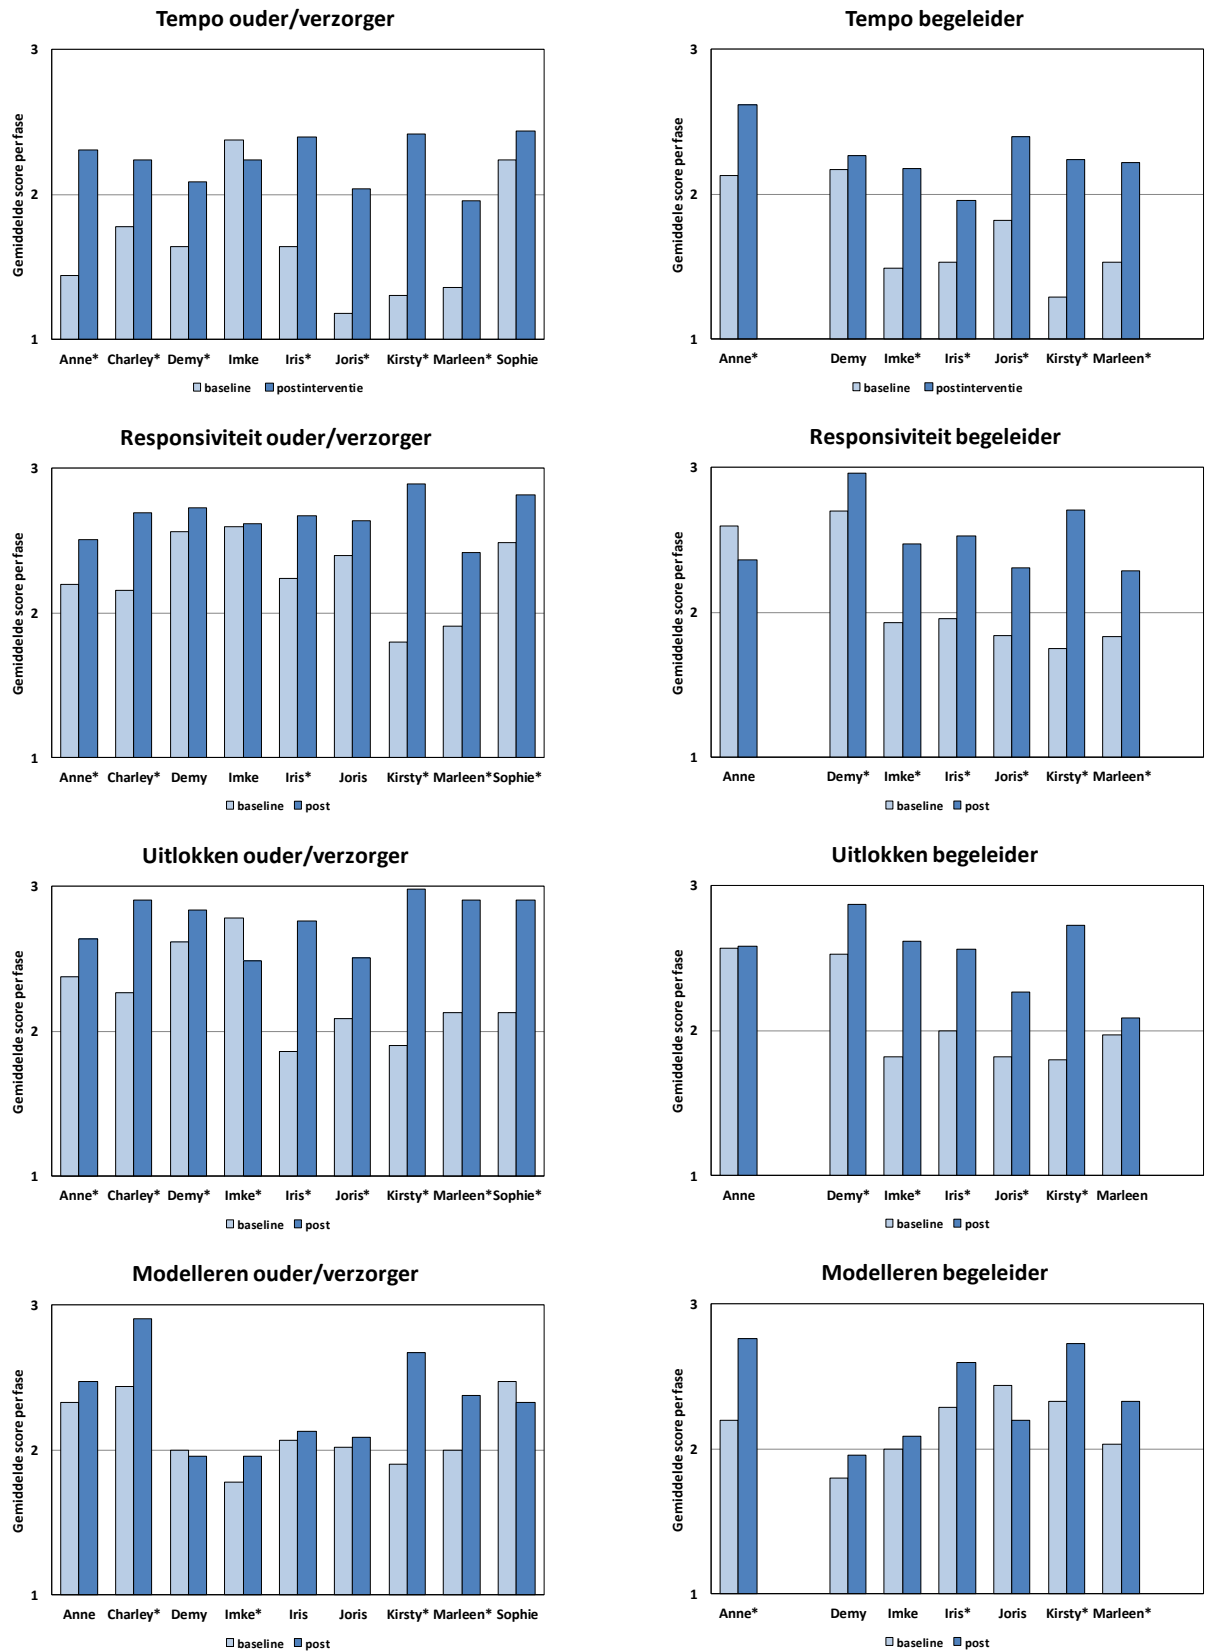 Tempo ouder/verzorger
Gemiddelde score per fase
3
2
1
Anne* Charley* Demy* Imke Iris* Joris* Kirsty* Marleen* Sophie
baseline postinterventie
Tempo begeleider
Gemiddele score per fase
3
2
1
Anne* Demy Imke* Iris* Joris* Kirsty* Marleen*
baseline postinterventie
Responsiviteit ouder/verzorger
Gemiddelde score per fase
3
2
1
Anne* Charley* Demy Imke Iris* Joris Kirsty* Marleen* Sophie*
baseline post
Responsiviteit begeleider
Gemiddelde score per fase
3
2
1
Anne Demy* Imke* Iris* Joris* Kirsty* Marleen*
baseline post
Uitlokken ouder/verzorger
Gemiddelde score per fase
3
2
1
Anne* Charley* Demy* Imke* Iris* Joris* Kirsty* Marleen* Sophie*
baseline post
Uitlokken begeleider
Gemiddelde score per fase
3
2
1
Anne Demy* Imke* Iris* Joris* Kirsty* Marleen
baseline post
Modelleren ouder/verzorger
Gemiddelde score per fase
3
2
1
Anne Charley* Demy Imke* Iris Joris Kirsty* Marleen* Sophie
baseline post
Modelleren begeleider
Gemiddelde score per fase
3
2
1
Anne* Demy Imke Iris* Joris Kirsty* Marleen*
baseline post